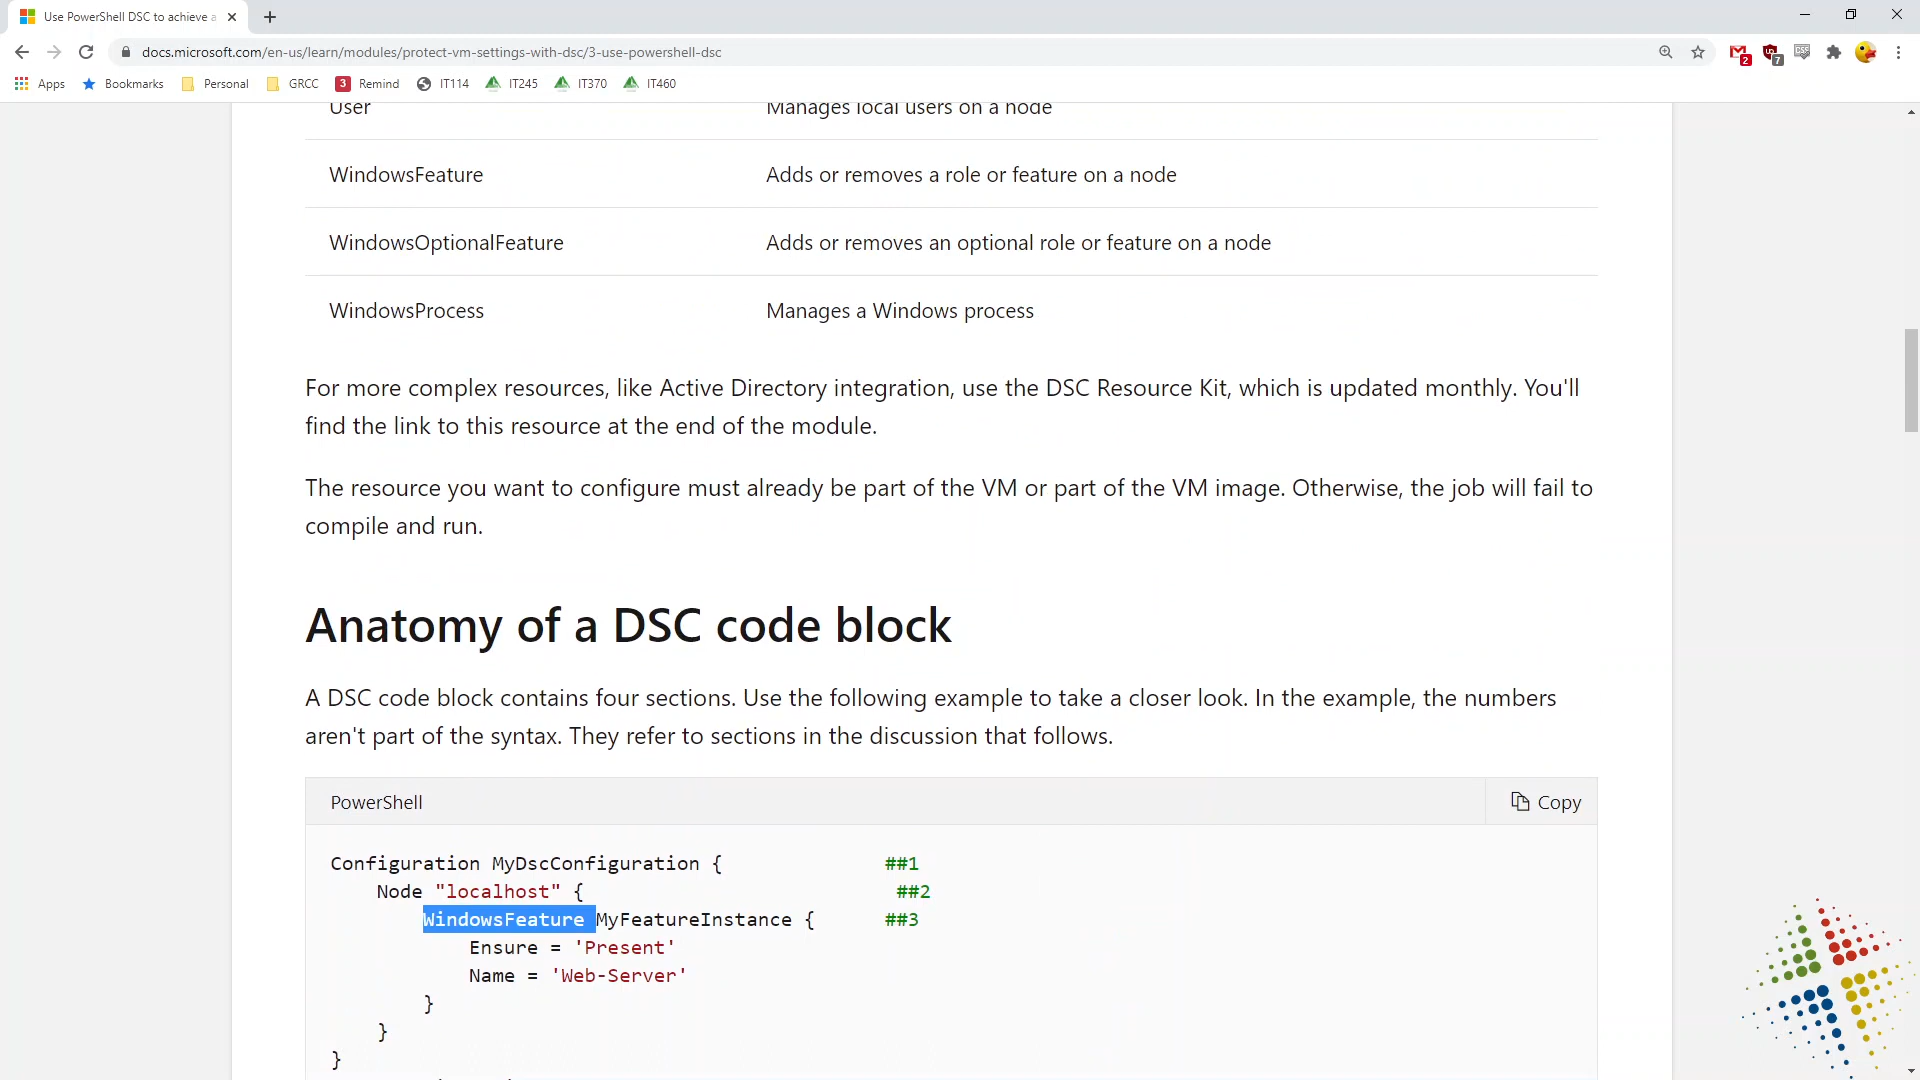 Use PowerShell DSC to achieve a
docs.microsoft.com/en-us/learn/modules/protect-vm-settings-with-dsc/3-use-powershell-dsc
2
7
CSS
Apps
Bookmarks
Personal
GRCC
3
Remind
IT114
IT245
IT370
IT460
User Manages local users on a node
WindowsFeature Adds or removes a role or feature on a node
WindowsOptionalFeature Adds or removes an optional role or feature on a node
WindowsProcess Manages a Windows process
For more complex resources, like Active Directory integration, use the DSC Resource Kit, which is updated monthly. You'll
find the link to this resource at the end of the module.
The resource you want to configure must already be part of the VM or part of the VM image. Otherwise, the job will fail to
compile and run.
Anatomy of a DSC code block
A DSC code block contains four sections. Use the following example to take a closer look. In the example, the numbers
aren't part of the syntax. They refer to sections in the discussion that follows.
PowerShell
Copy
Configuration MyDscConfiguration { ##1
Node "localhost" { ##2
WindowsFeature MyFeatureInstance { ##3
Ensure = 'Present'
Name = 'Web-Server'
}
}
}